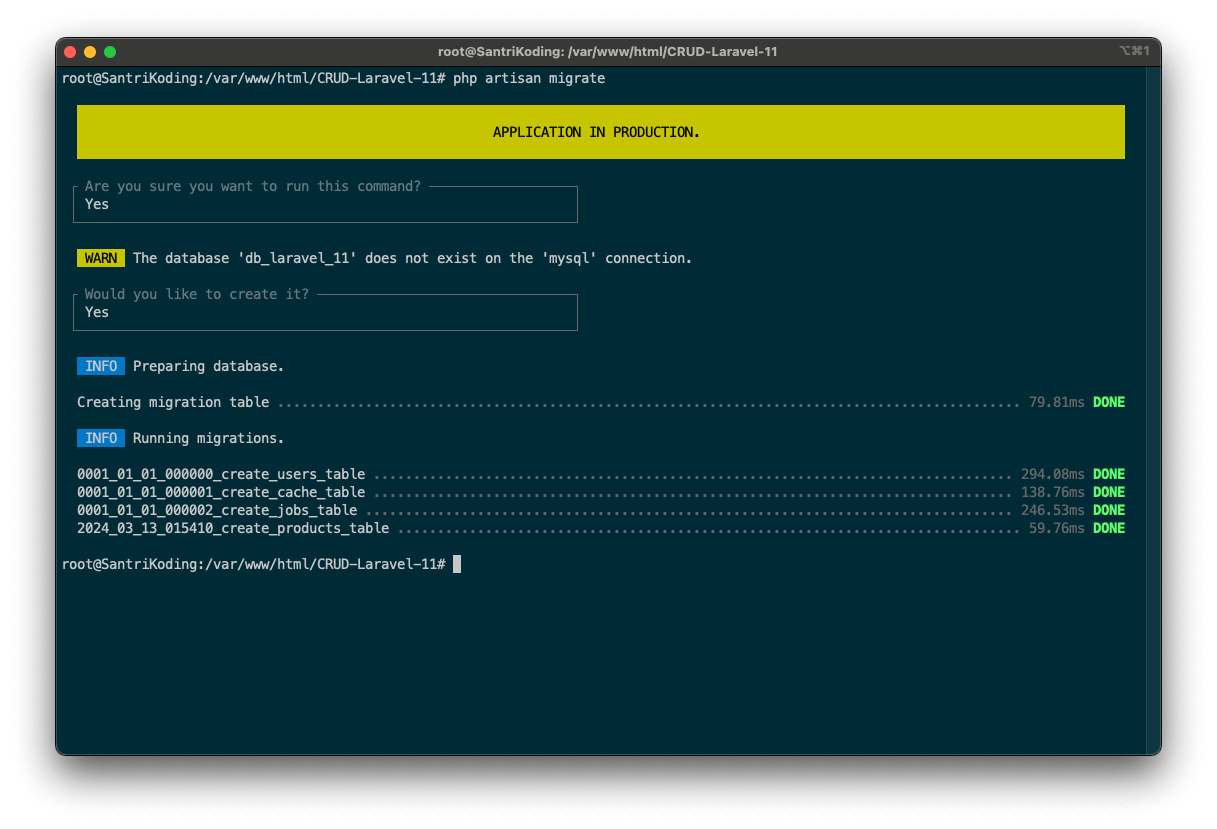 root@SantriKoding: /var/www/html/CRUD-Laravel-11
⌥⌘1
root@SantriKoding:/var/www/html/CRUD-Laravel-11# php artisan migrate
APPLICATION IN PRODUCTION.
Are you sure you want to run this command?
Yes
WARN The database 'db_laravel_11' does not exist on the 'mysql' connection.
Would you like to create it?
Yes
INFO Preparing database.
Creating migration table ............................................................................................. 79.81ms DONE
INFO Running migrations.
0001_01_01_000000_create_users_table ................................................................................ 294.08ms DONE
0001_01_01_000001_create_cache_table ................................................................................ 138.76ms DONE
0001_01_01_000002_create_jobs_table ................................................................................. 246.53ms DONE
2024_03_13_015410_create_products_table .............................................................................. 59.76ms DONE
root@SantriKoding:/var/www/html/CRUD-Laravel-11#